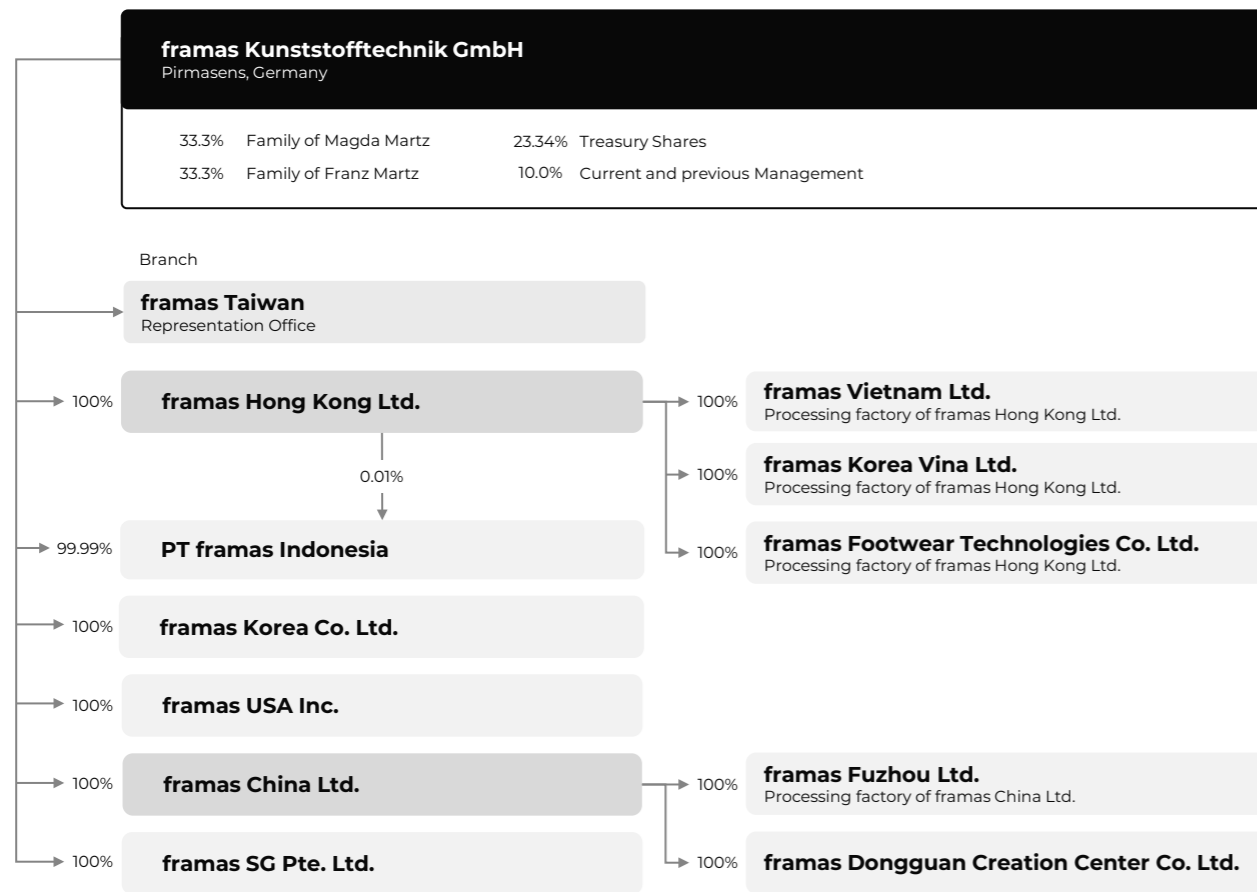 framas Kunststofftechnik GmbH
Pirmasens, Germany
33.3% Family of Magda Martz 23.34% Treasury Shares
33.3% Family of Franz Martz 10.0% Current and previous Management
Branch
framas Taiwan
Representation Office
100% framas Hong Kong Ltd. 100% framas Vietnam Ltd.
Processing factory of framas Hong Kong Ltd.
0.01% 100% framas Korea Vina Ltd.
Processing factory of framas Hong Kong Ltd.
99.99% PT framas Indonesia 100% framas Footwear Technologies Co. Ltd.
Processing factory of framas Hong Kong Ltd.
100% framas Korea Co. Ltd.
100% framas USA Inc.
100% framas China Ltd. 100% framas Fuzhou Ltd.
Processing factory of framas China Ltd.
100% framas SG Pte. Ltd. 100% framas Dongguan Creation Center Co. Ltd.